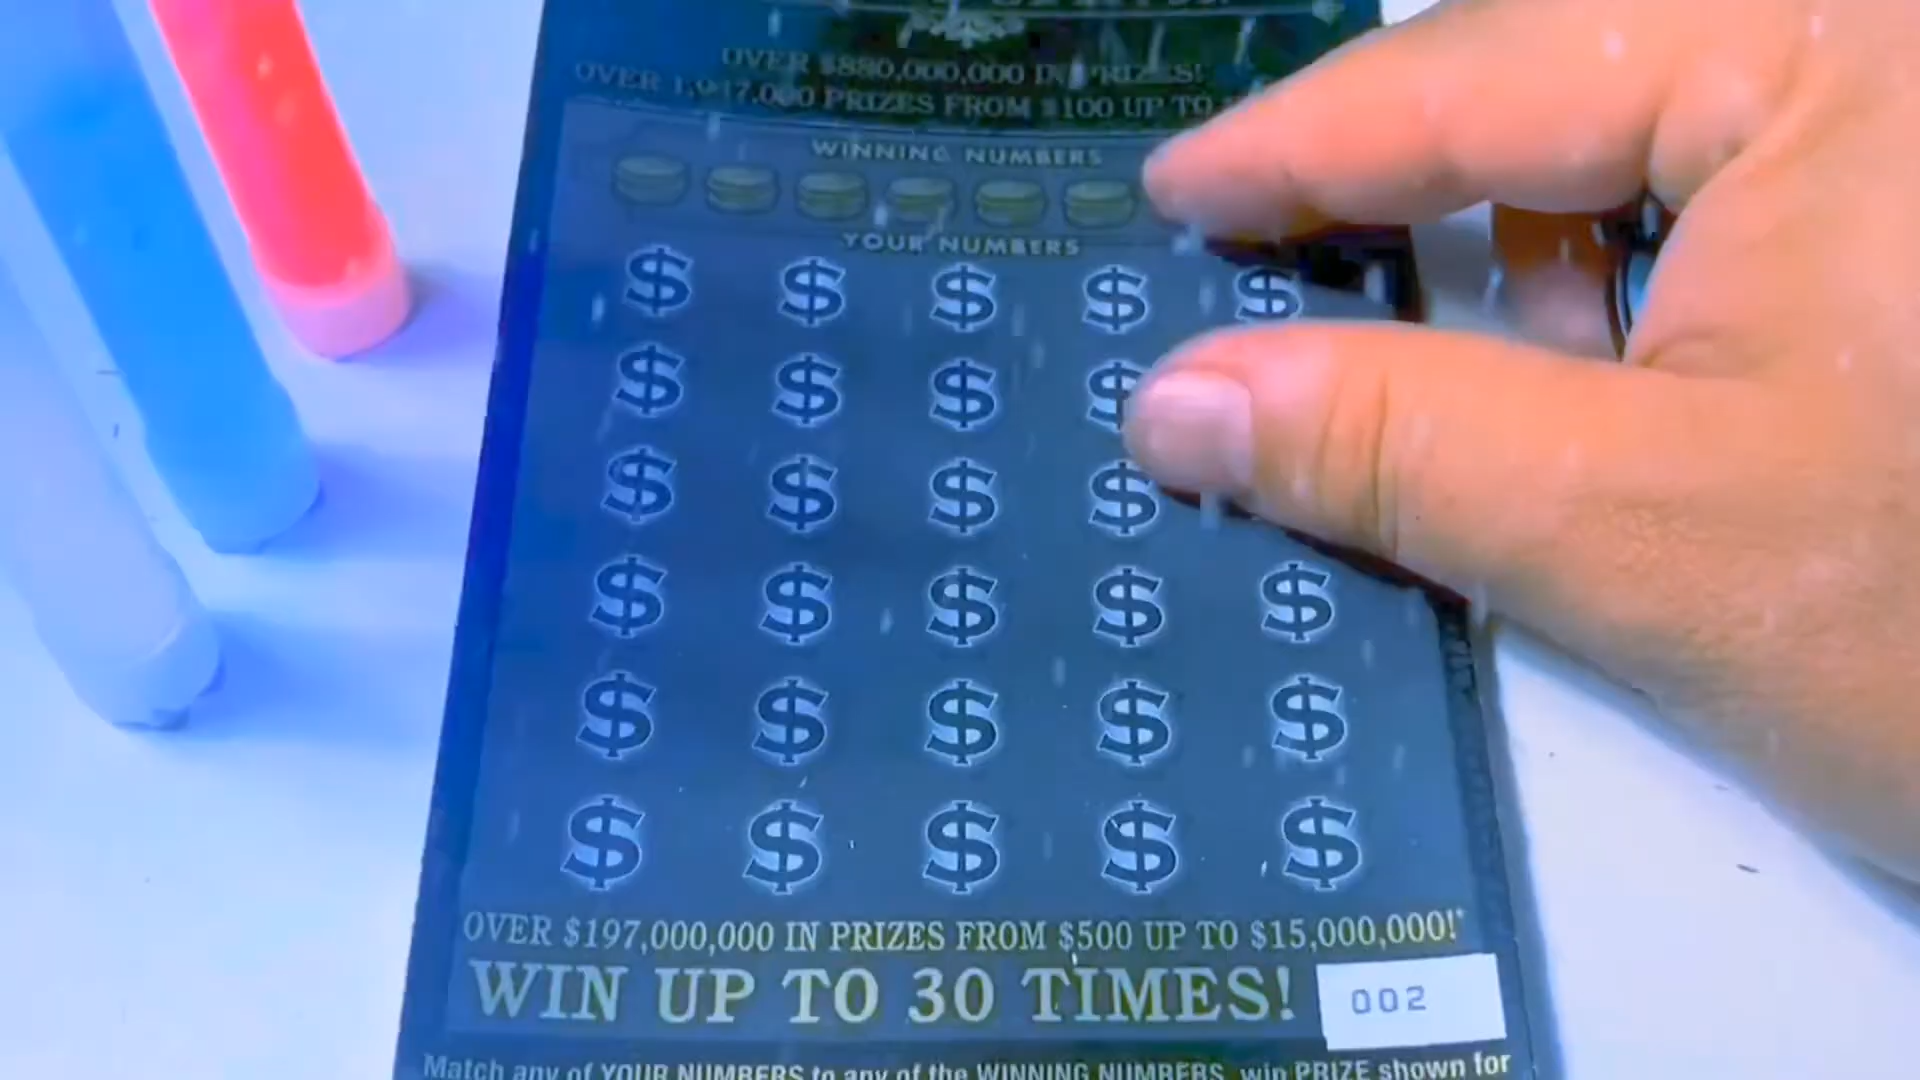 OVER $880,000,000 IN PRIZES!
OVER 1,947,000 PRIZES FROM $100 UP TO
WINNING NUMBERS
YOUR NUMBERS
$ $ $ $ $
$ $ $ $
$ $ $ $
$ $ $ $ $
$ $ $ $ $
$ $ $ $ $
OVER $197,000,000 IN PRIZES FROM $500 UP TO $15,000,000!*
WIN UP TO 30 TIMES!
002
Match any of YOUR NUMBERS to any of the WINNING NUMBERS, win PRIZE shown for